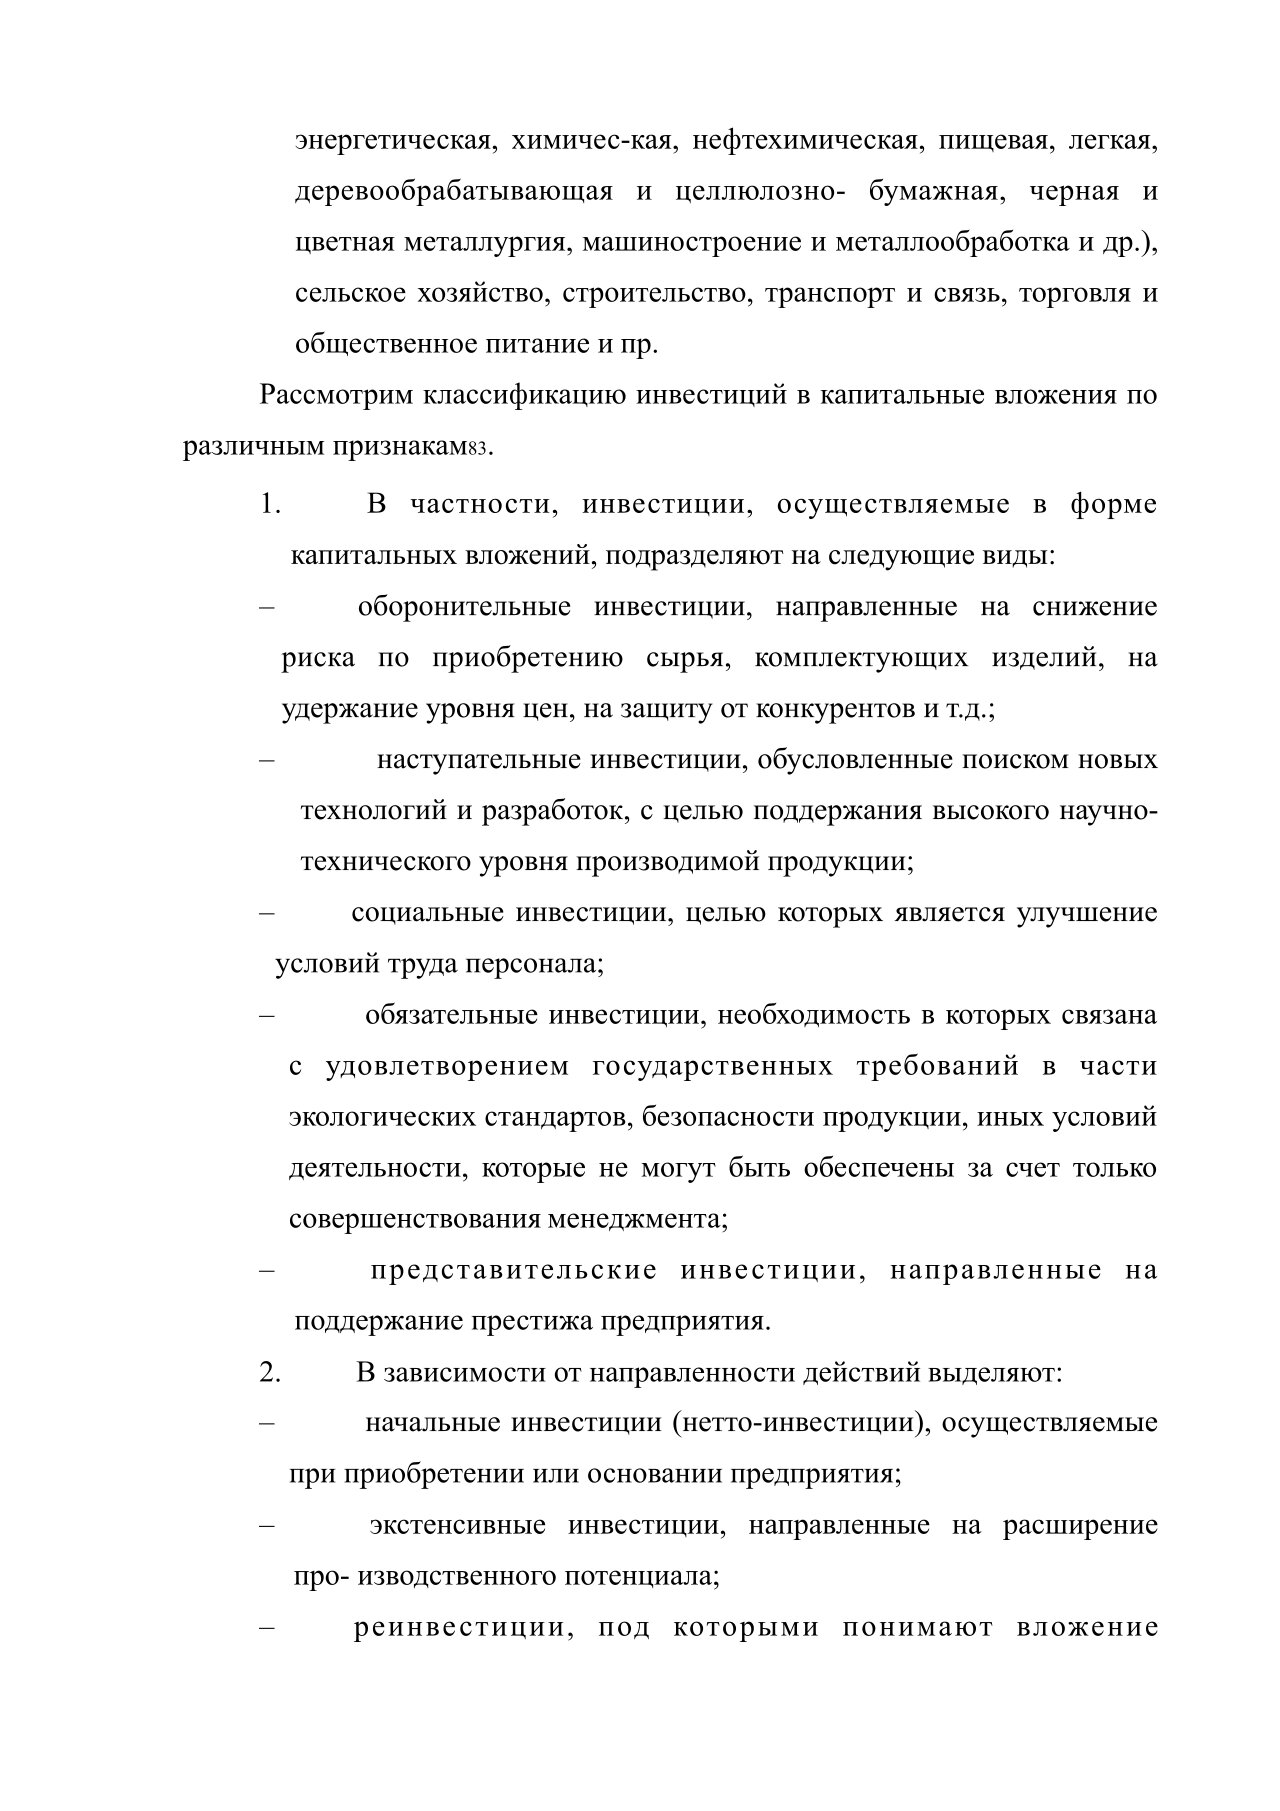 энергетическая, химичес-кая, нефтехимическая, пищевая, легкая,
деревообрабатывающая и целлюлозно- бумажная, черная и
цветная металлургия, машиностроение и металлообработка и др.),
сельское хозяйство, строительство, транспорт и связь, торговля и
общественное питание и пр.
Рассмотрим классификацию инвестиций в капитальные вложения по
различным признакам83.
1. В частности, инвестиции, осуществляемые в форме
капитальных вложений, подразделяют на следующие виды:
– оборонительные инвестиции, направленные на снижение
риска по приобретению сырья, комплектующих изделий, на
удержание уровня цен, на защиту от конкурентов и т.д.;
– наступательные инвестиции, обусловленные поиском новых
технологий и разработок, с целью поддержания высокого научно-
технического уровня производимой продукции;
– социальные инвестиции, целью которых является улучшение
условий труда персонала;
– обязательные инвестиции, необходимость в которых связана
с удовлетворением государственных требований в части
экологических стандартов, безопасности продукции, иных условий
деятельности, которые не могут быть обеспечены за счет только
совершенствования менеджмента;
– представительские инвестиции, направленные на
поддержание престижа предприятия.
2. В зависимости от направленности действий выделяют:
– начальные инвестиции (нетто-инвестиции), осуществляемые
при приобретении или основании предприятия;
– экстенсивные инвестиции, направленные на расширение
про- изводственного потенциала;
– реинвестиции, под которыми понимают вложение